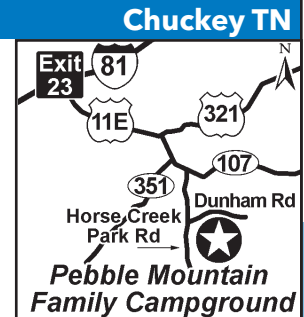 Chuckey TN
N
Exit
23
81
11E
321
107
351
Dunham Rd
Horse Creek
Park Rd
Pebble Mountain
Family Campground